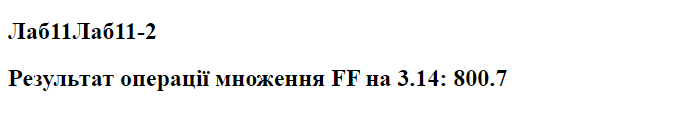 Лаб11Лаб11-2
Результат операції множення FF на 3.14: 800.7